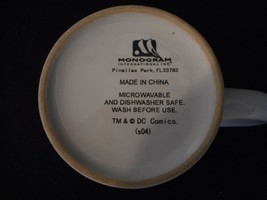 MONOGRAM
INTERNATIONAL INC
Pinellas Park, FL33782
MADE IN CHINA
MICROWAVABLE
AND DISHWASHER SAFE.
WASH BEFORE USE.
TM & © DC Comics.
(s04)